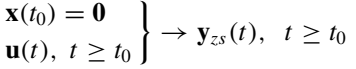 x(t₀) = 0
u(t), t ≥ t₀ } → y_zs(t), t ≥ t₀